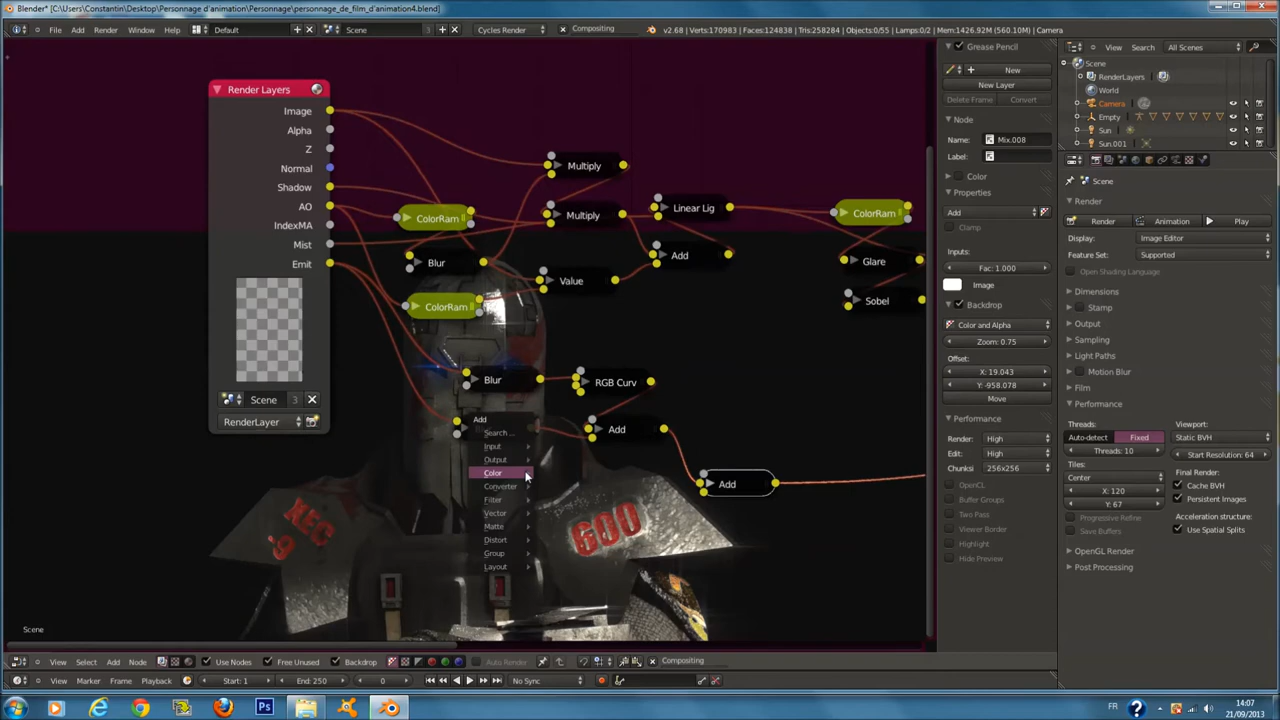 Blender* [C:\Users\Constantin\Desktop\Personnage d'animation\Personnage\personnage_de_film_d'animation4.blend]
File Add Render Window Help Default Scene 3 Cycles Render Compositing v2.68 | Verts:170983 | Faces:124838 | Tris:258284 | Objects:0/55 | Lamps:0/2 | Mem:1426.92M (560.10M) | Camera
Render Layers
Image
Alpha
Z
Normal
Shadow
AO
IndexMA
Mist
Emit
Scene 3
RenderLayer
Multiply
Multiply
ColorRam
Blur
Value
ColorRam
Linear Lig
Add
ColorRam
Glare
Sobel
Blur
RGB Curv
Add
Add
Add
Search...
Input
Output
Color
Converter
Filter
Vector
Matte
Distort
Group
Layout
600
Scene
View Select Add Node Use Nodes Free Unused Backdrop Auto Render Compositing
View Marker Frame Playback Start: 1 End: 250 0 No Sync
Grease Pencil
New
New Layer
Delete Frame Convert
Node
Name: Mix.008
Label:
Color
Properties
Add
Clamp
Inputs:
Fac: 1.000
Image
Backdrop
Color and Alpha
Zoom: 0.75
Offset:
X: 19.043
Y: -958.078
Move
Performance
Render: High
Edit: High
Chunksi 256x256
OpenCL
Buffer Groups
Two Pass
Viewer Border
Highlight
Hide Preview
View Search All Scenes
Scene
RenderLayers
World
Camera
Empty
Sun
Sun.001
Scene
Render
Render Animation Play
Display: Image Editor
Feature Set: Supported
Open Shading Language
Dimensions
Stamp
Output
Sampling
Light Paths
Motion Blur
Film
Performance
Threads: Viewport:
Auto-detect Fixed Static BVH
Threads: 10 Start Resolution: 64
Tiles: Final Render:
Center Cache BVH
X: 120 Persistent Images
Y: 67 Acceleration structure:
Progressive Refine Use Spatial Splits
Save Buffers
OpenGL Render
Post Processing
FR 14:07
21/09/2013